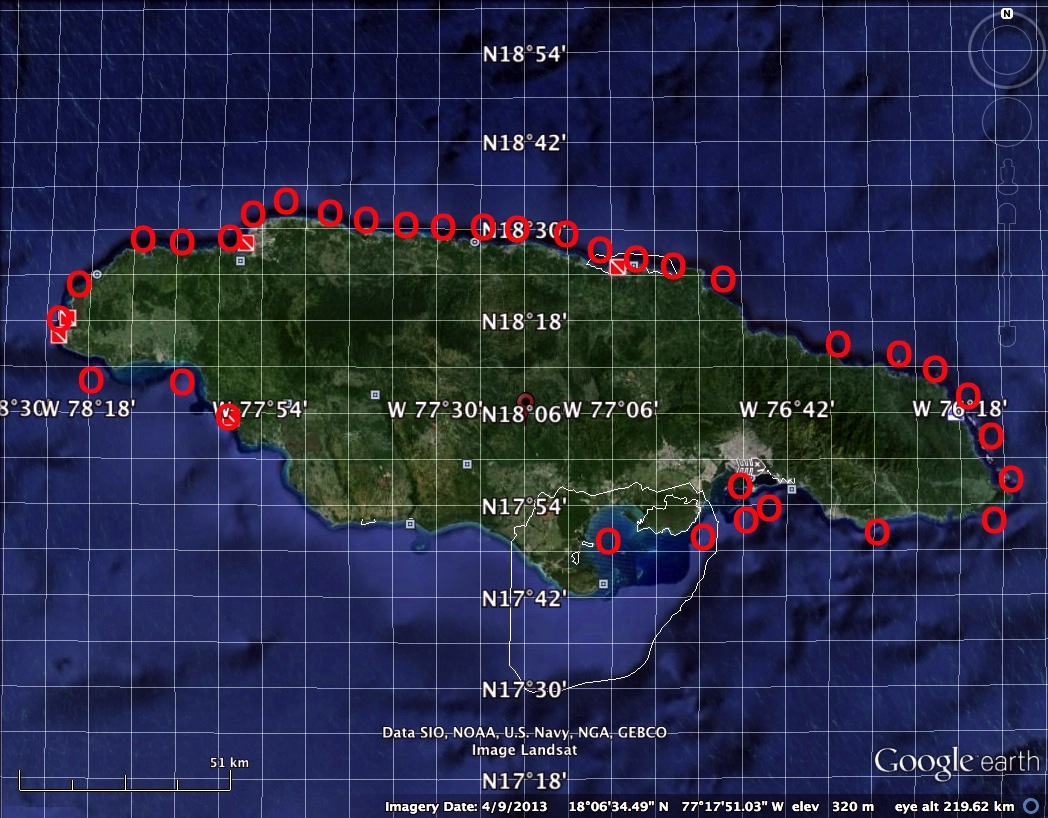 N
N18°54'
N18°42'
N18°30'
N18°18'
8°30
W 78°18'
W 77°54'
W 77°30'
N18°06'
W 77°06'
W 76°42'
W 76°18'
N17°54'
N17°42'
N17°30'
Data SIO, NOAA, U.S. Navy, NGA, GEBCO
Image Landsat
51 km
Google earth
N17°18'
Imagery Date: 4/9/2013 18°06'34.49" N 77°17'51.03" W elev 320 m eye alt 219.62 km